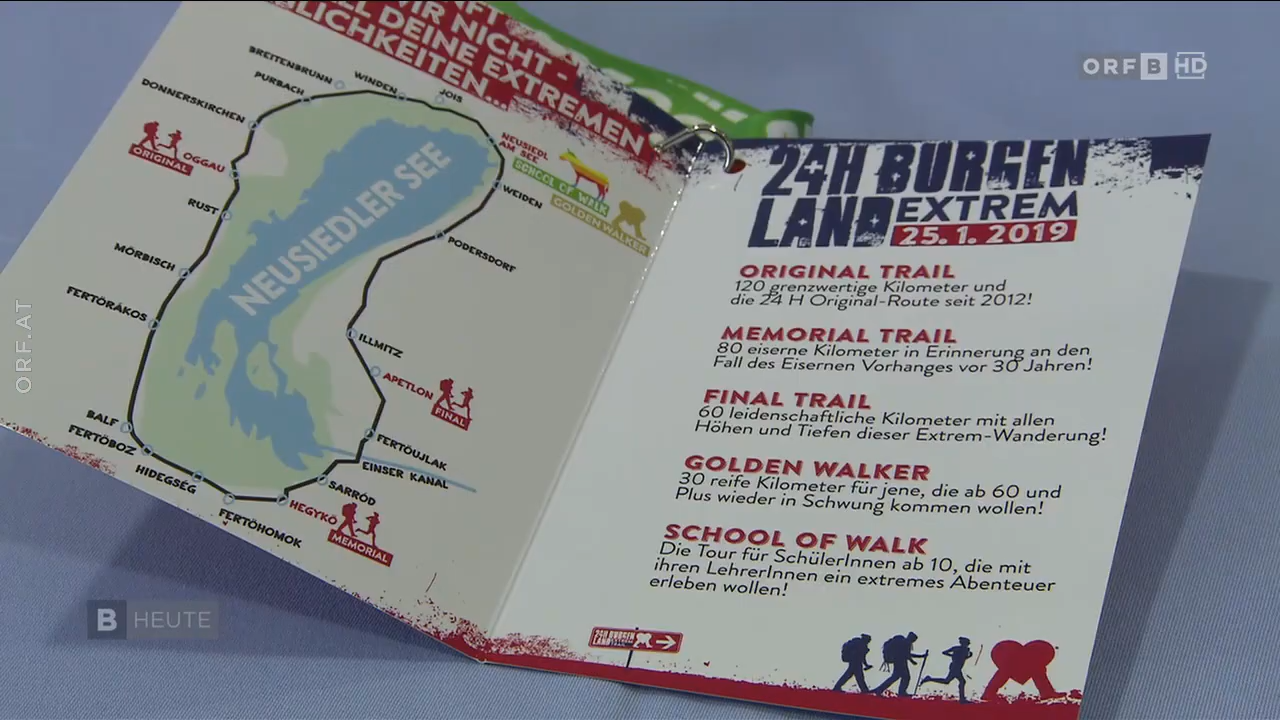 IR NICHT -
LL DEINE EXTREMEN
LICHKEITEN...
BREITENBRUNN
WINDEN
JOIS
PURBACH
DONNERSKIRCHEN
ORIGINAL
OGGAU
RUST
MÖRBISCH
FERTÖRÁKOS
BALF
FERTÖBOZ
HIDEGSÉG
FERTÖHOMOK
HEGYKÖ
MEMORIAL
SARRÓD
EINSER KANAL
FERTÖUJLAK
APETLON
FINAL
ILLMITZ
PODERSDORF
WEIDEN
NEUSIEDL
AM SEE
SCHOOL OF WALK
GOLDEN WALKER
NEUSIEDLER SEE
24H BURGEN
LAND EXTREM
25. 1. 2019
ORIGINAL TRAIL
120 grenzwertige Kilometer und
die 24 H Original-Route seit 2012!
MEMORIAL TRAIL
80 eiserne Kilometer in Erinnerung an den
Fall des Eisernen Vorhanges vor 30 Jahren!
FINAL TRAIL
60 leidenschaftliche Kilometer mit allen
Höhen und Tiefen dieser Extrem-Wanderung!
GOLDEN WALKER
30 reife Kilometer für jene, die ab 60 und
Plus wieder in Schwung kommen wollen!
SCHOOL OF WALK
Die Tour für SchülerInnen ab 10, die mit
ihren LehrerInnen ein extremes Abenteuer
erleben wollen!
24H BURGEN
LAND
ORF B HD
ORF.AT
B HEUTE